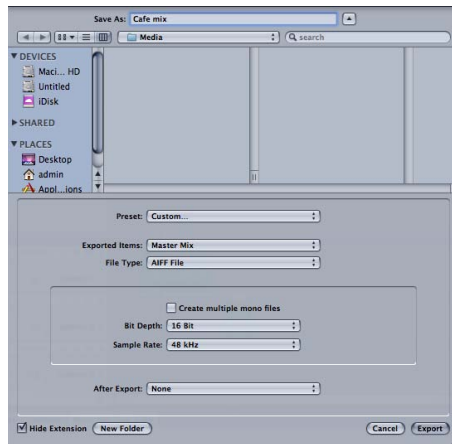 Save As: Cafe mix
Media
search
DEVICES
Maci... HD
Untitled
iDisk
SHARED
PLACES
Desktop
admin
Appl...ions
Preset: Custom...
Exported Items: Master Mix
File Type: AIFF File
Create multiple mono files
Bit Depth: 16 Bit
Sample Rate: 48 kHz
After Export: None
Hide Extension New Folder Cancel Export